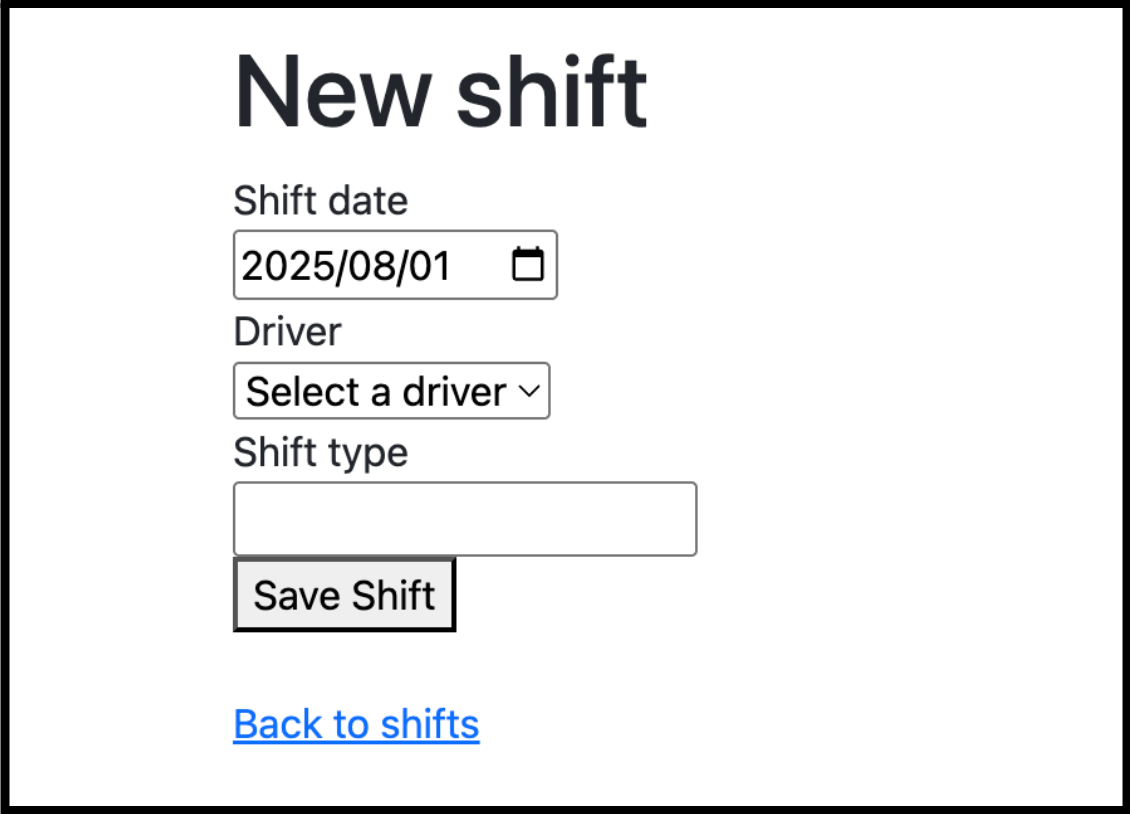 New shift
Shift date
2025/08/01
Driver
Select a driver
Shift type
Save Shift
Back to shifts